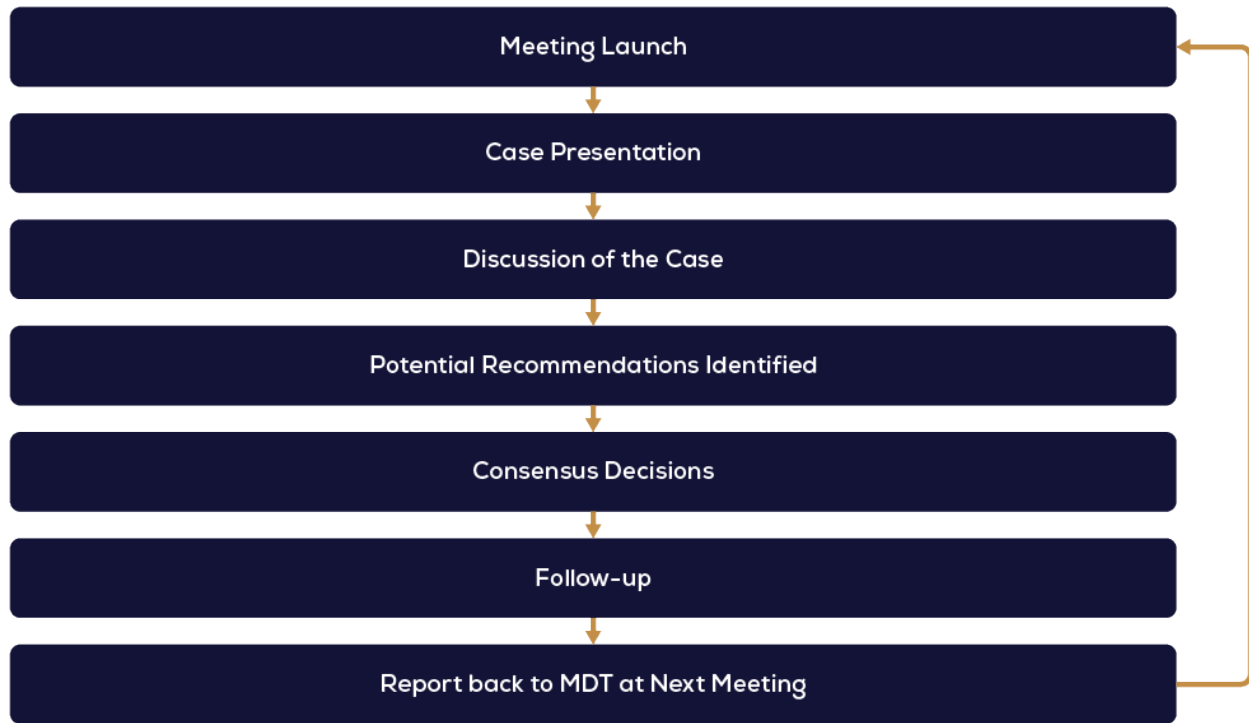 Meeting Launch
Case Presentation
Discussion of the Case
Potential Recommendations Identified
Consensus Decisions
Follow-up
Report back to MDT at Next Meeting